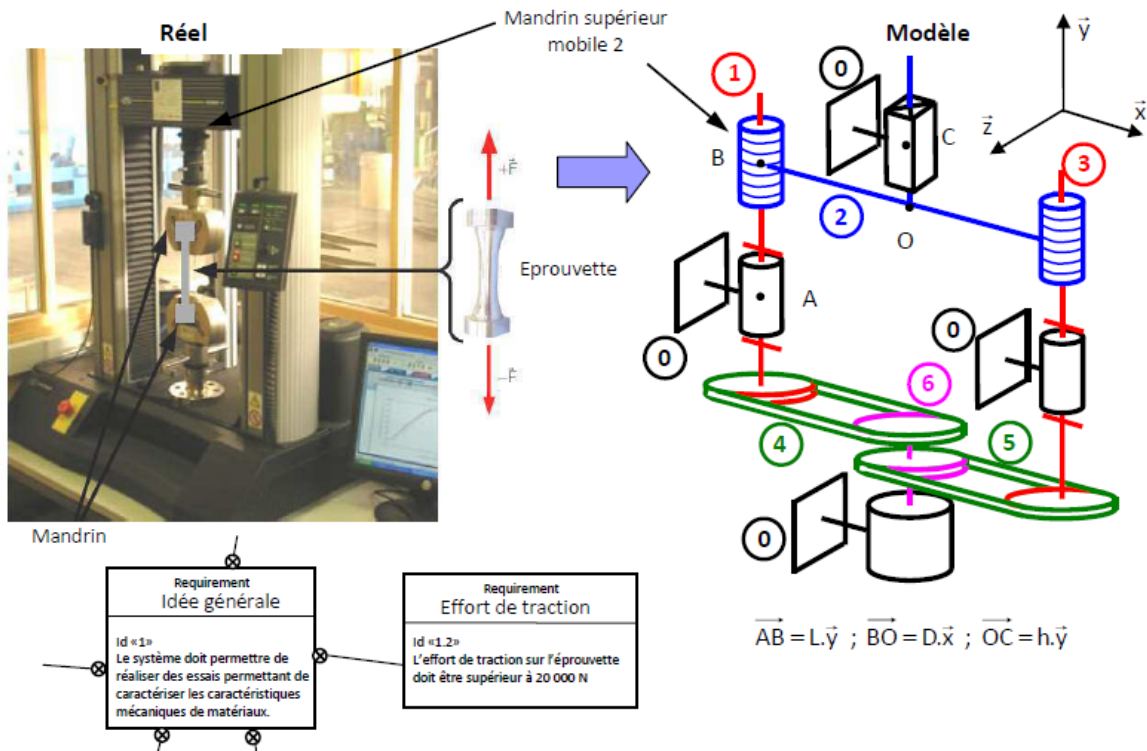 Réel
Mandrin supérieur
mobile 2
Modèle
0
1
B
C
y
x
z
3
2
O
+F
Eprouvette
A
0
0
-F
6
4
5
0
Mandrin
Requirement
Idée générale
Id «1»
Le système doit permettre de
réaliser des essais permettant de
caractériser les caractéristiques
mécaniques de matériaux.
Requirement
Effort de traction
Id «1.2»
L'effort de traction sur l'éprouvette
doit être supérieur à 20 000 N
AB = L.y ; BO = D.x ; OC = h.y